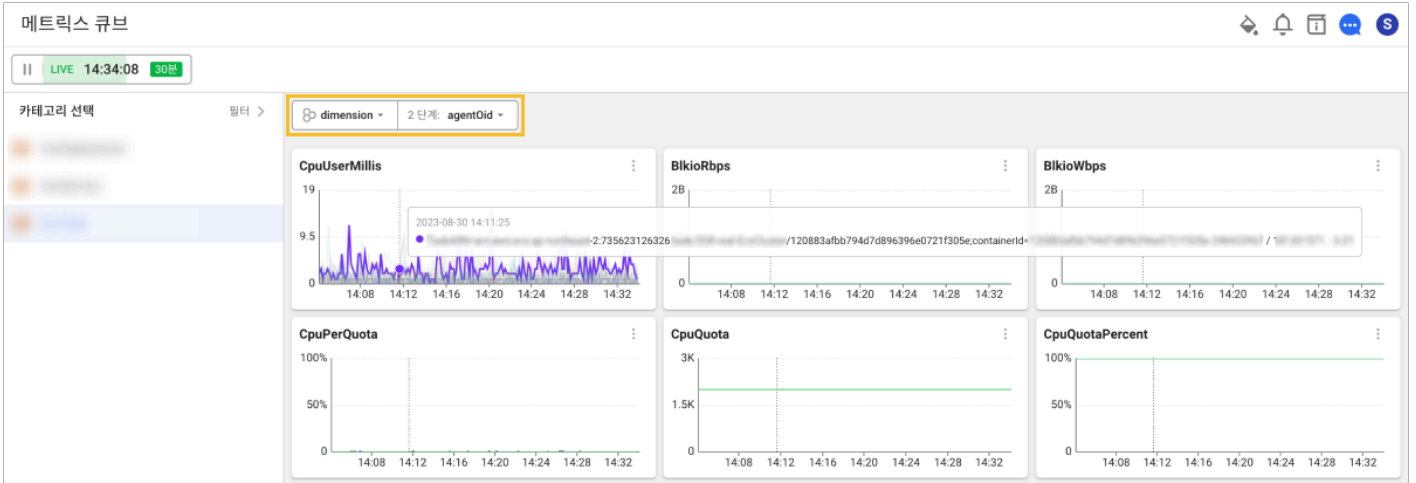 메트릭스 큐브
S
LIVE 14:34:08 30분
카테고리 선택 필터
dimension 2 단계: agentOid
CpuUserMillis
19
9.5
0
14:08 14:12 14:16 14:20 14:24 14:28 14:32
BlkioRbps
2B
0
14:08 14:12 14:16 14:20 14:24 14:28 14:32
BlkioWbps
2B
0
14:08 14:12 14:16 14:20 14:24 14:28 14:32
2023-08-30 14:11:25
-2:735623126326 /120883afbb794d7d896396e0721f305e;containerId= /
CpuPerQuota
100%
50%
0
14:08 14:12 14:16 14:20 14:24 14:28 14:32
CpuQuota
3K
1.5K
0
14:08 14:12 14:16 14:20 14:24 14:28 14:32
CpuQuotaPercent
100%
50%
0
14:08 14:12 14:16 14:20 14:24 14:28 14:32